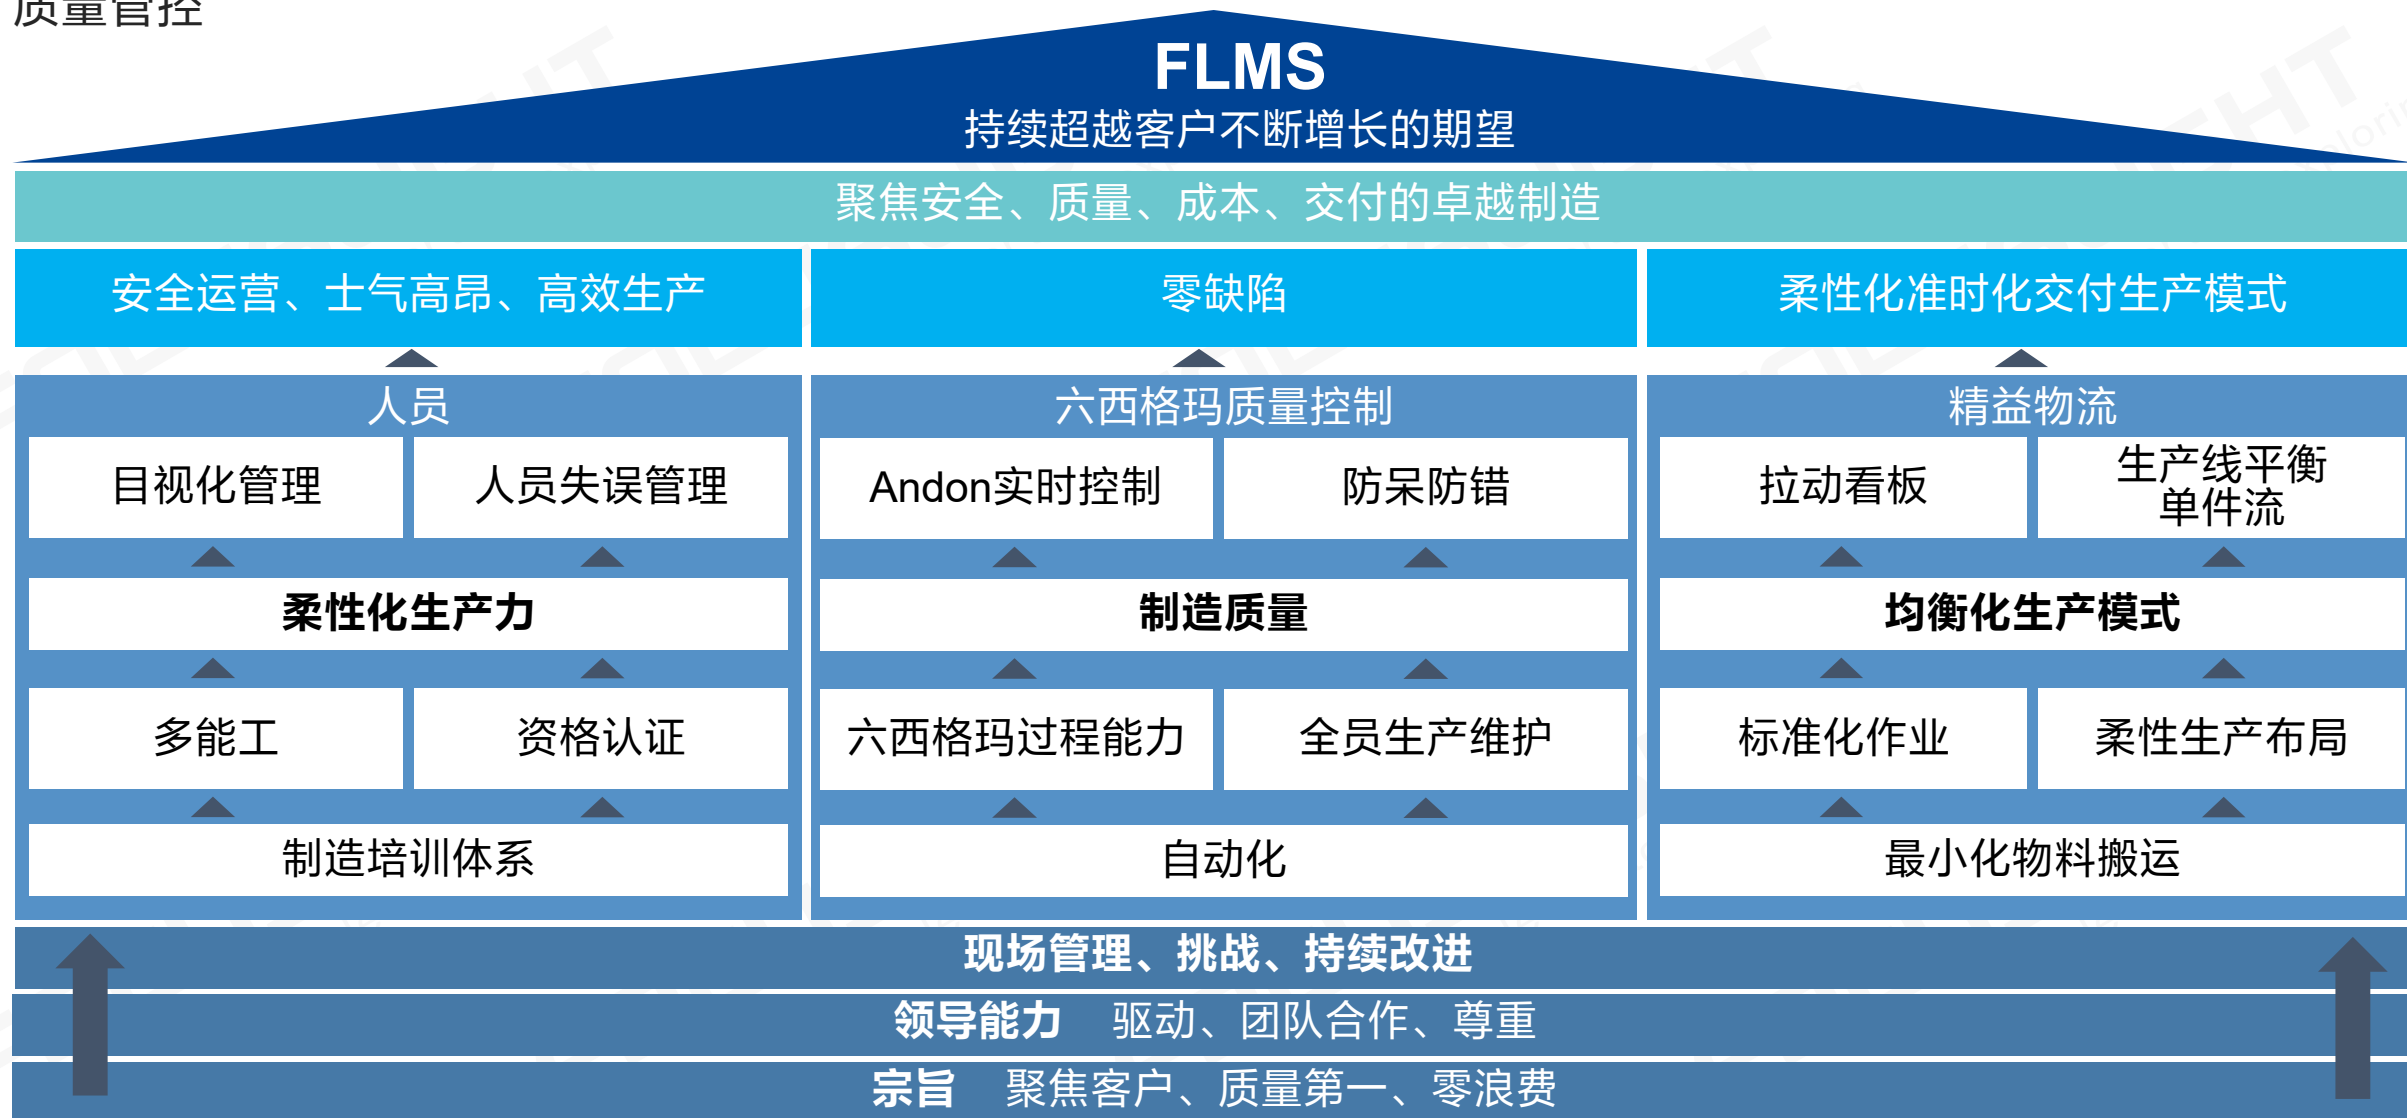 质量管控
FLMS
持续超越客户不断增长的期望
聚焦安全、质量、成本、交付的卓越制造
安全运营、士气高昂、高效生产
零缺陷
柔性化准时化交付生产模式
人员
六西格玛质量控制
精益物流
目视化管理
人员失误管理
Andon实时控制
防呆防错
拉动看板
生产线平衡
单件流
柔性化生产力
制造质量
均衡化生产模式
多能工
资格认证
六西格玛过程能力
全员生产维护
标准化作业
柔性生产布局
制造培训体系
自动化
最小化物料搬运
现场管理、挑战、持续改进
领导能力 驱动、团队合作、尊重
宗旨 聚焦客户、质量第一、零浪费